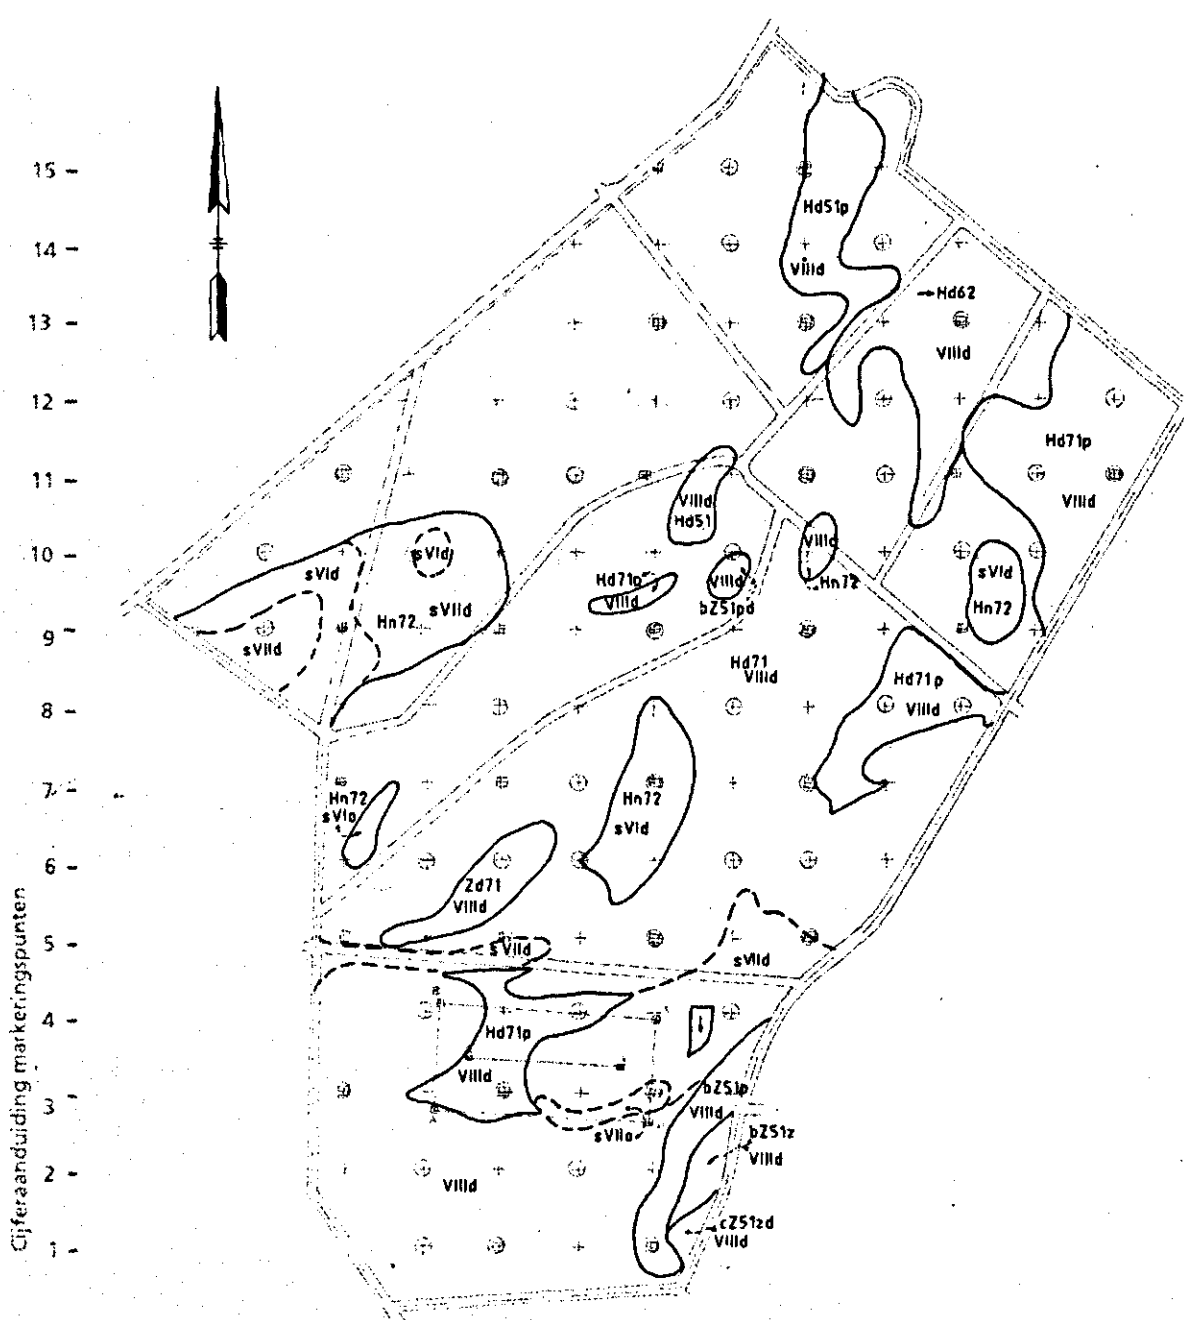 15 -
14 -
13 -
12 -
11 -
10 -
9 -
8 -
7 -
6 -
5 -
4 -
3 -
2 -
1 -
Cijferaanduiding markeringspunten
Hd51p
VIIId
Hd62
VIIId
Hd71p
VIIId
VIIId
Hd51
sVId
sVId
Hn72
sVIId
sVIId
Hd71p
VIIId
VIIId
bZ51pd
VIIId
Hn72
sVId
Hn72
Hd71
VIIId
Hd71p
VIIId
Hn72
sVIo
Hn72
sVId
Zd71
VIIId
sVIId
sVIId
Hd71p
VIIId
bZ51p
VIIId
sVIIo
bZ51z
VIIId
VIIId
cZ51zd
VIIId